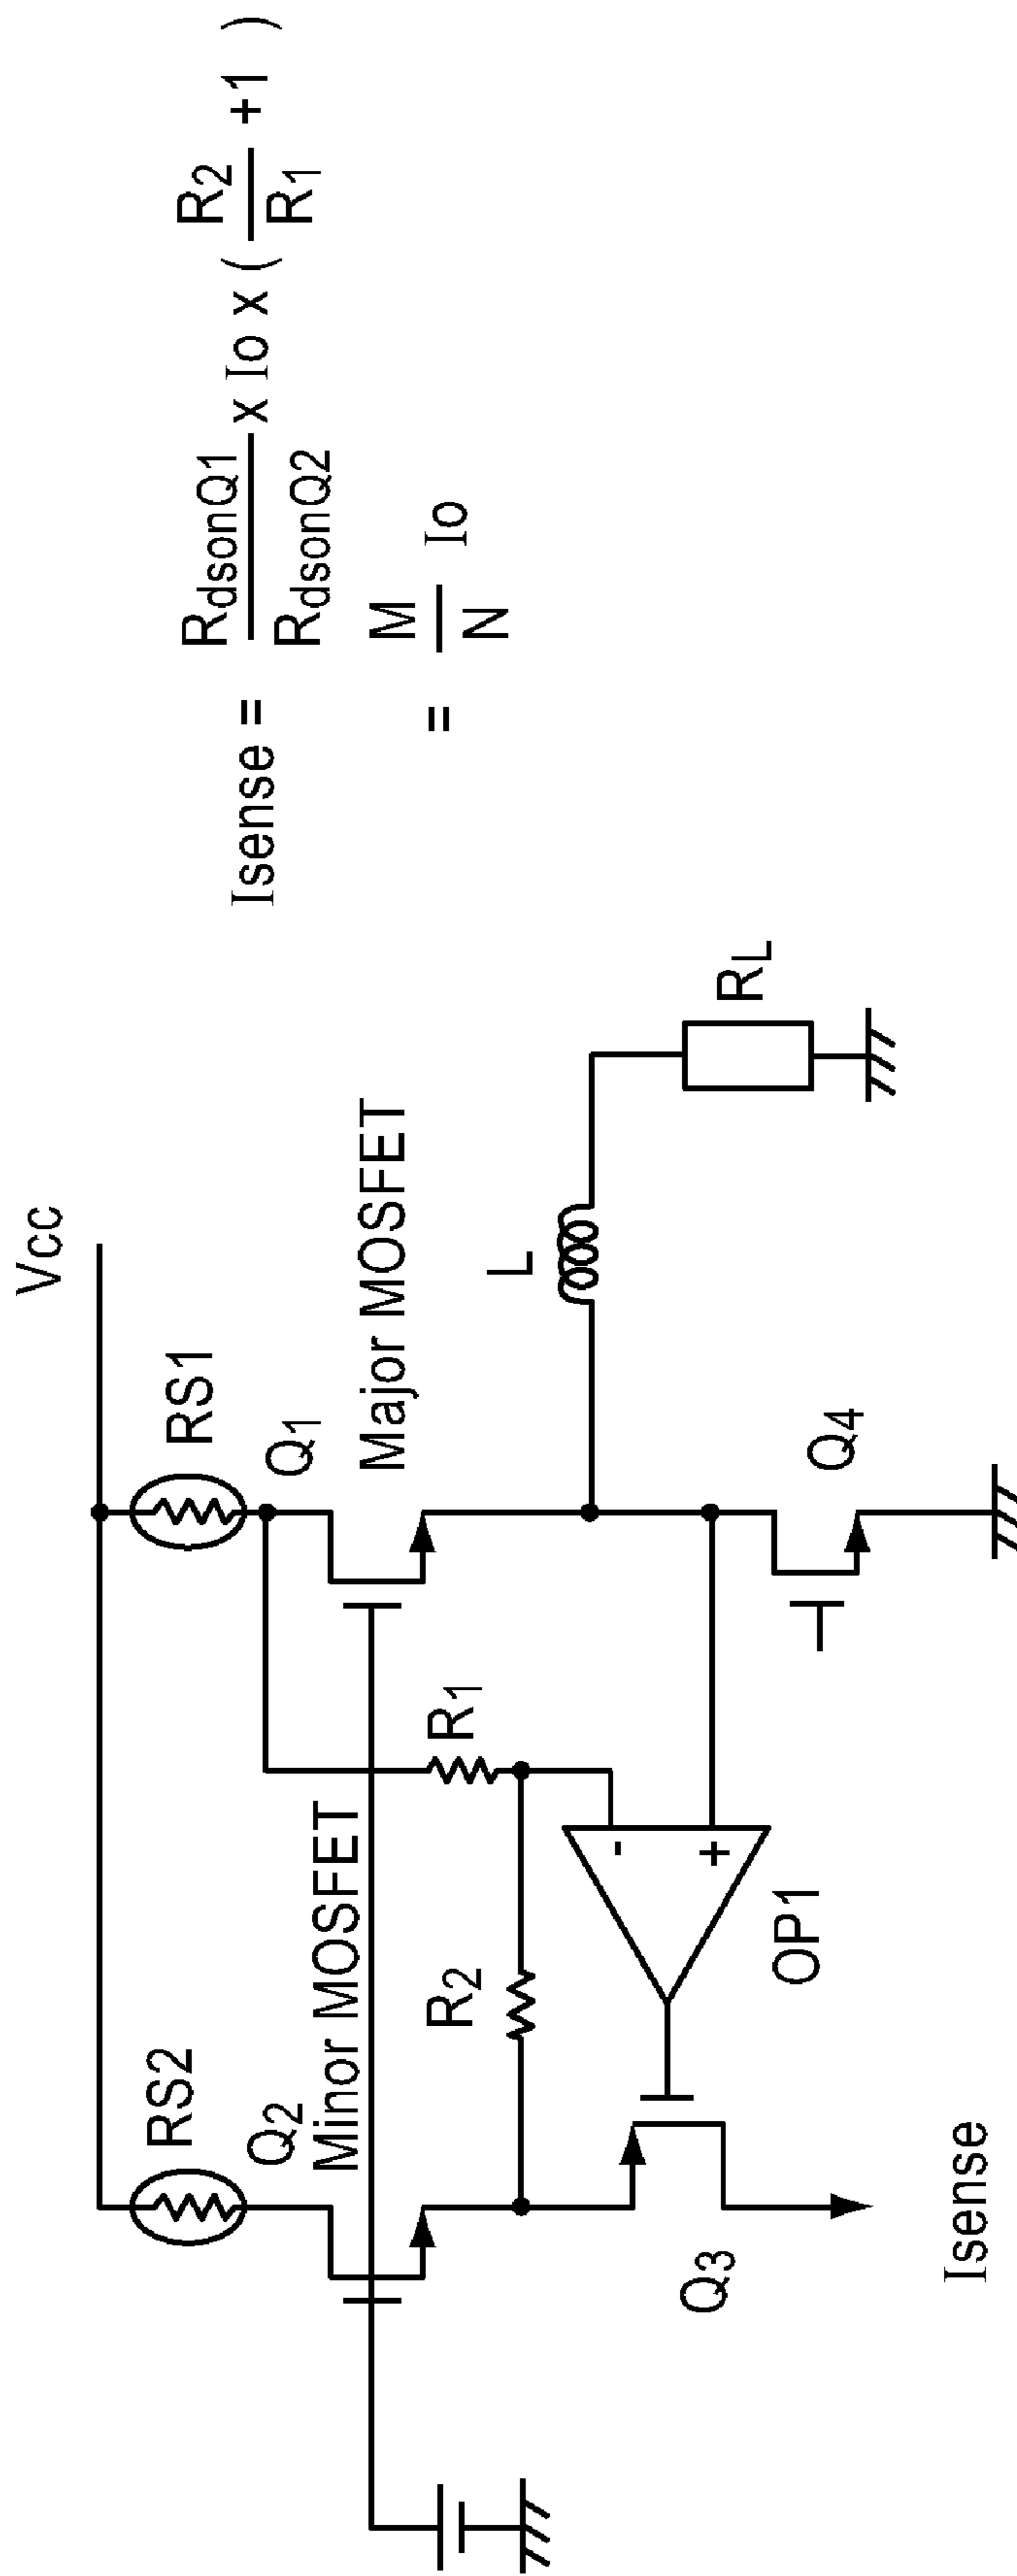 Vcc
RS2
RS1
Q2
Minor MOSFET
Q1
Major MOSFET
R2
R1
L
-
+
OP1
Q3
Q4
RL
Isense
Isense = RdsonQ1 / RdsonQ2 x Io x ( R2 / R1 +1 )
= M / N Io